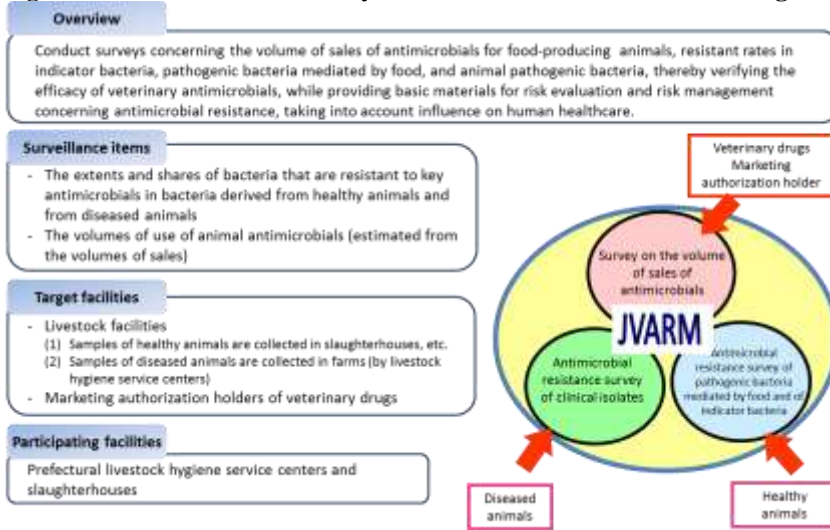 Overview
Conduct surveys concerning the volume of sales of antimicrobials for food-producing animals, resistant rates in
indicator bacteria, pathogenic bacteria mediated by food, and animal pathogenic bacteria, thereby verifying the
efficacy of veterinary antimicrobials, while providing basic materials for risk evaluation and risk management
concerning antimicrobial resistance, taking into account influence on human healthcare.
Surveillance items
- The extents and shares of bacteria that are resistant to key
antimicrobials in bacteria derived from healthy animals and
from diseased animals
- The volumes of use of animal antimicrobials (estimated from
the volumes of sales)
Target facilities
- Livestock facilities
(1) Samples of healthy animals are collected in slaughterhouses, etc.
(2) Samples of diseased animals are collected in farms (by livestock
hygiene service centers)
- Marketing authorization holders of veterinary drugs
Participating facilities
Prefectural livestock hygiene service centers and
slaughterhouses
Veterinary drugs
Marketing
authorization holder
Survey on the volume
of sales of
antimicrobials
JVARM
Antimicrobial
resistance survey
of clinical isolates
Antimicrobial
resistance survey of
pathogenic bacteria
mediated by food and of
indicator bacteria
Diseased
animals
Healthy
animals